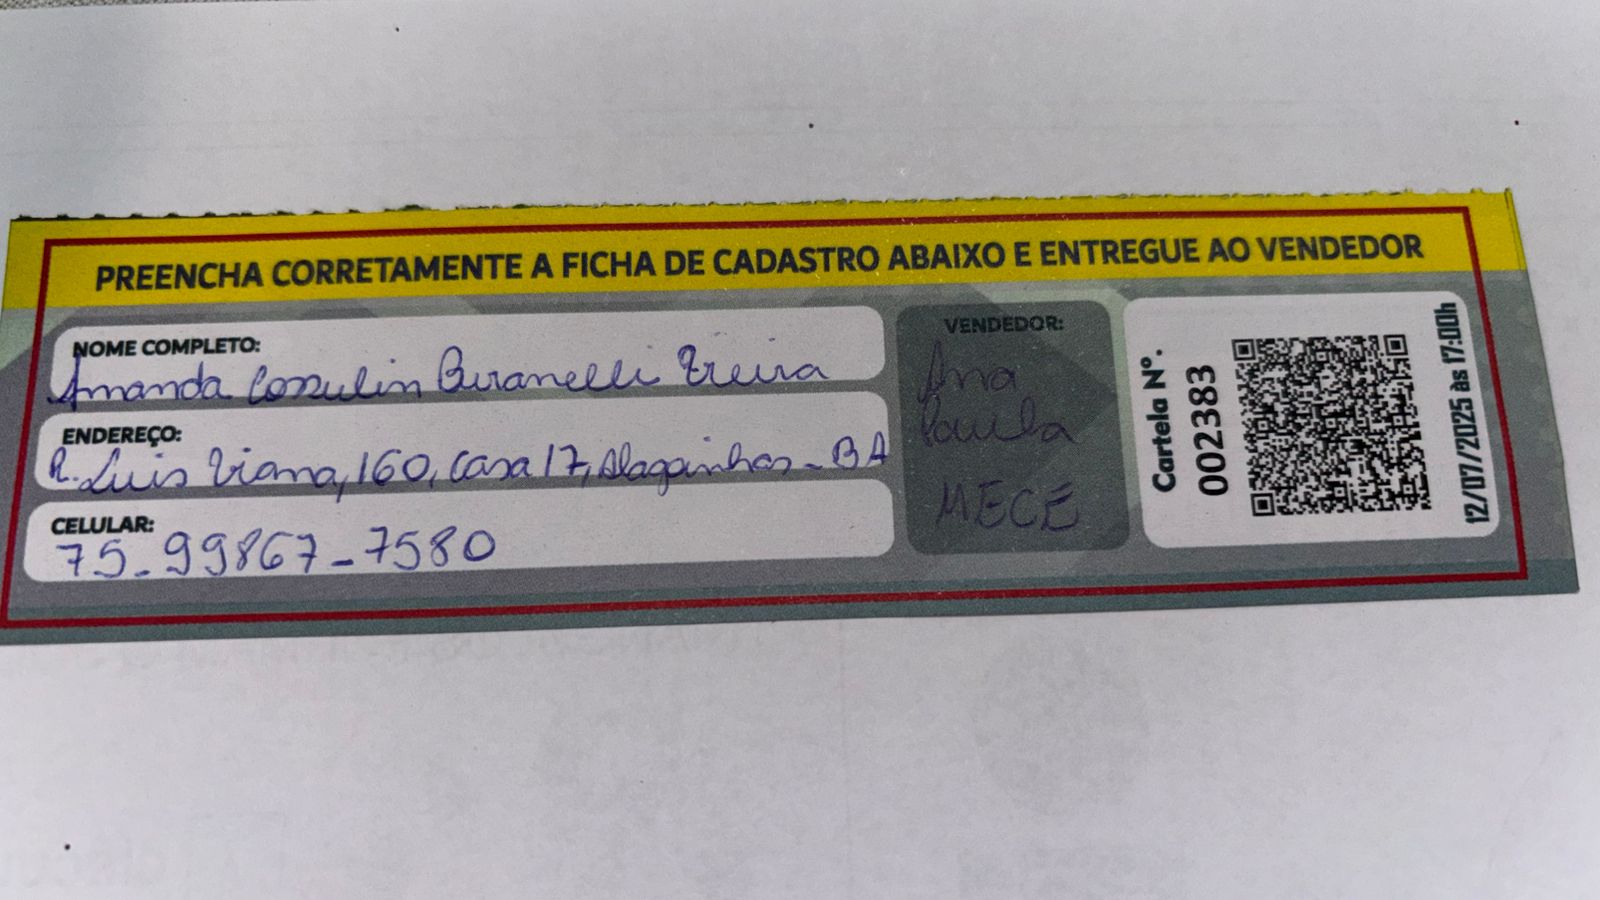 PREENCHA CORRETAMENTE A FICHA DE CADASTRO ABAIXO E ENTREGUE AO VENDEDOR
NOME COMPLETO:
Amanda Cossulin Buranelli Vieira
ENDEREÇO:
R. Luis Viana, 160, Casa 17, Alagoinhas - BA
CELULAR:
75-99867-7580
VENDEDOR:
Ana
Paula
MECE
Cartela Nº.
002383
12/07/2025 às 17:00h